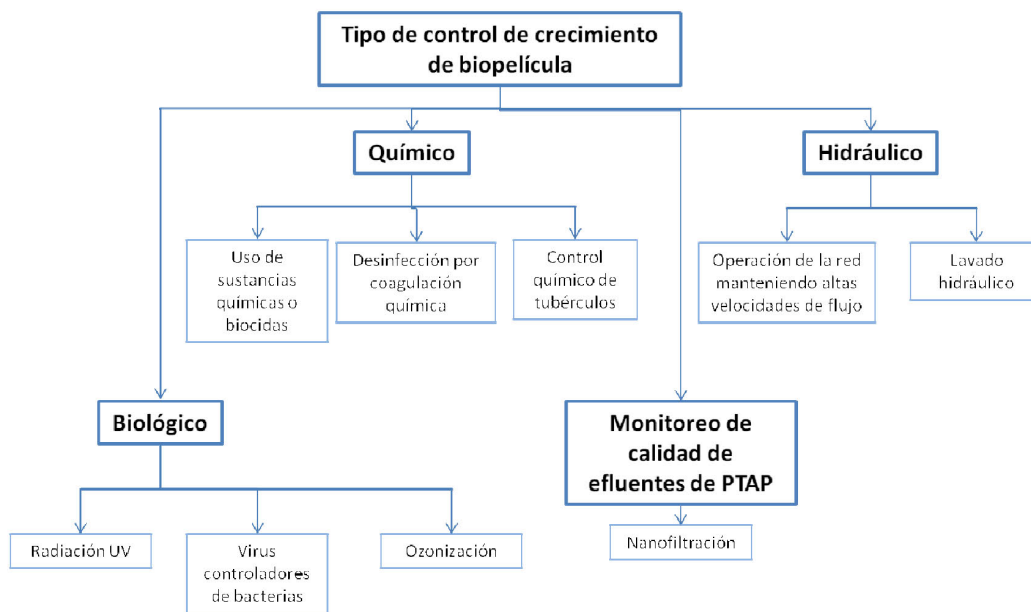 Tipo de control de crecimiento
de biopelícula
Químico
Hidráulico
Uso de
sustancias
químicas o
biocidas
Desinfección por
coagulación
química
Control
químico de
tubérculos
Operación de la red
manteniendo altas
velocidades de flujo
Lavado
hidráulico
Biológico
Monitoreo de
calidad de
efluentes de PTAP
Radiación UV
Virus
controladores
de bacterias
Ozonización
Nanofiltración